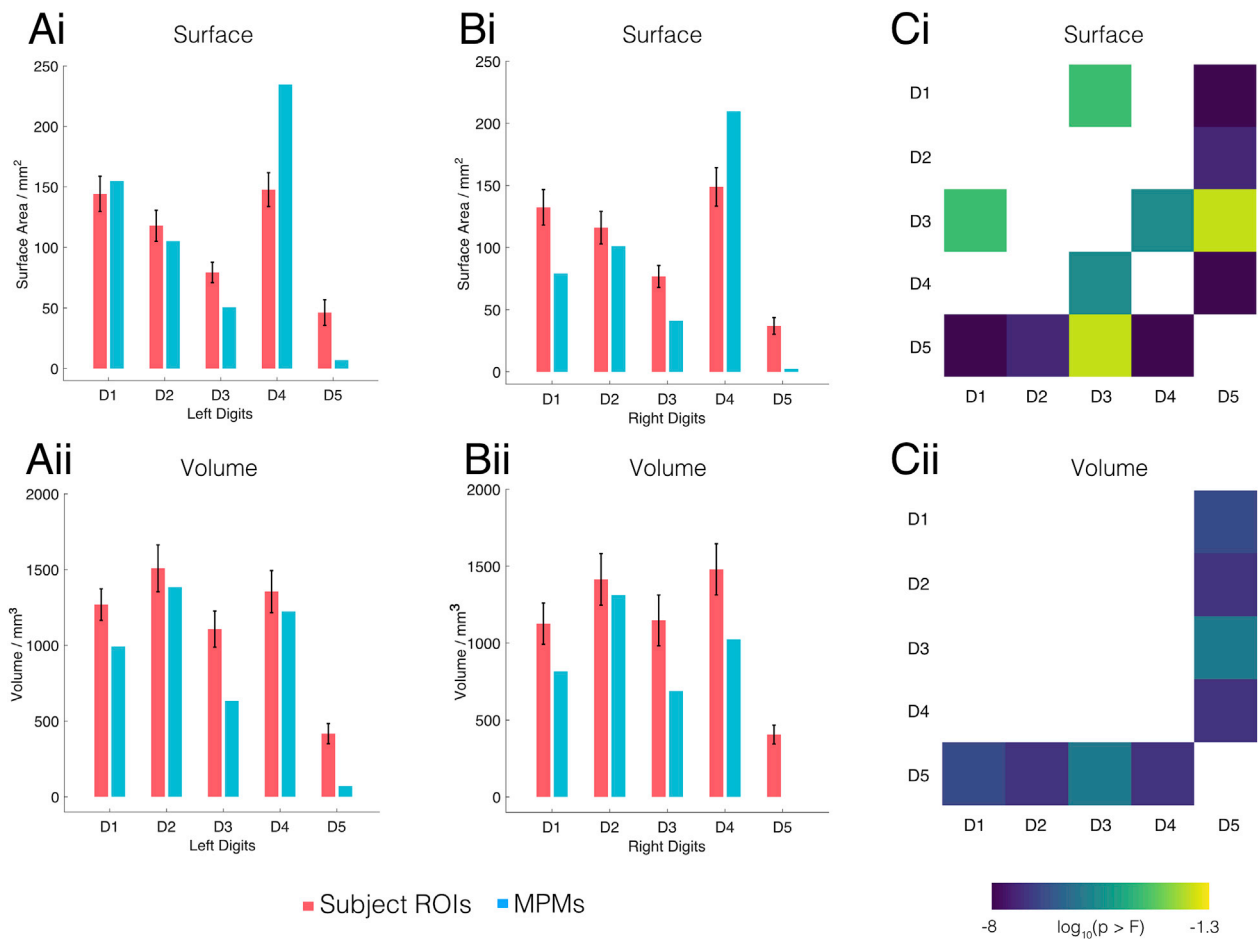 Ai
Surface
250
200
150
100
50
0
Surface Area / mm²
D1 D2 D3 D4 D5
Left Digits
Bi
Surface
250
200
150
100
50
0
Surface Area / mm²
D1 D2 D3 D4 D5
Right Digits
Ci
Surface
D1
D2
D3
D4
D5
D1 D2 D3 D4 D5
Aii
Volume
2000
1500
1000
500
0
Volume / mm³
D1 D2 D3 D4 D5
Left Digits
Bii
Volume
2000
1500
1000
500
0
Volume / mm³
D1 D2 D3 D4 D5
Right Digits
Cii
Volume
D1
D2
D3
D4
D5
D1 D2 D3 D4 D5
Subject ROIs MPMs
-8 log₁₀(p > F) -1.3